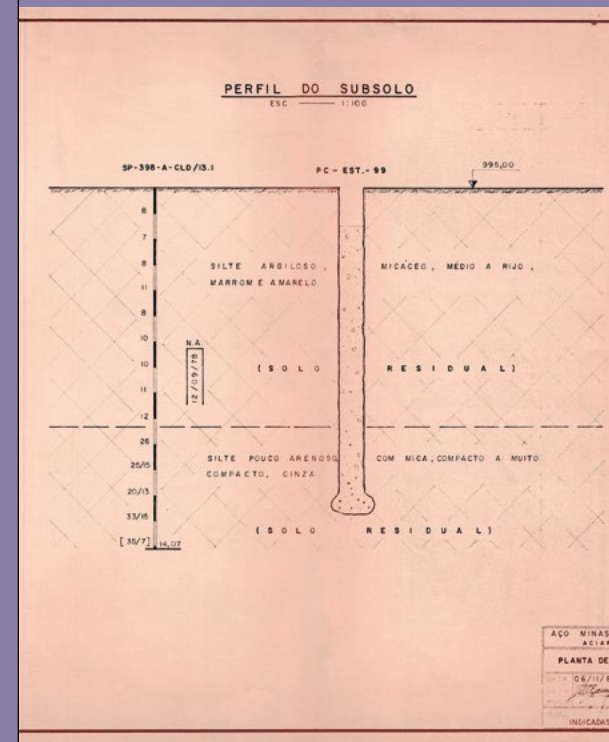 PERFIL DO SUBSOLO
ESC 1:100
SP-398-A-CLD/13.1
PC-EST.-99
995,00
8
7
8
11
8
10
10
11
12
26
25/15
20/13
33/15
[35/7] 14,07
N.A.
12/09/78
SILTE ARGILOSO, MICACEO, MÉDIO A RIJO,
MARROM E AMARELO
(SOLO RESIDUAL)
SILTE POUCO ARENOSO COM MICA, COMPACTO A MUITO
COMPACTO, CINZA
(SOLO RESIDUAL)
AÇO MINAS
PLANTA DE
INDICADAS